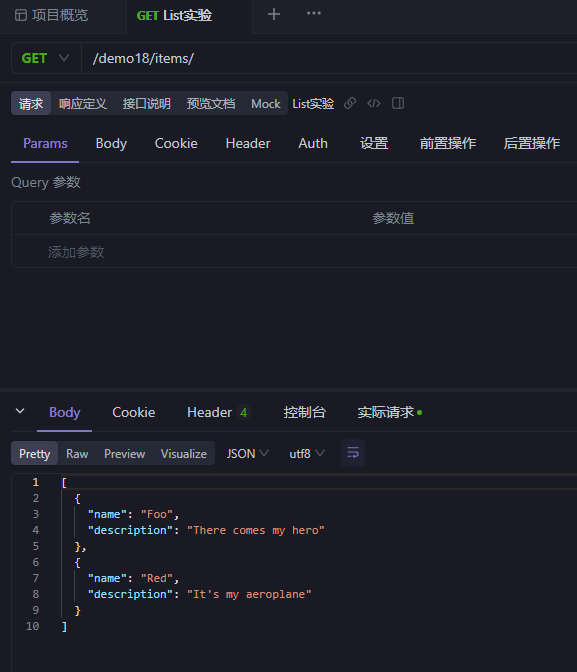 项目概览 GET List实验 + ···
GET /demo18/items/
请求 响应定义 接口说明 预览文档 Mock List实验
Params Body Cookie Header Auth 设置 前置操作 后置操作
Query 参数
参数名 参数值
添加参数
Body Cookie Header 4 控制台 实际请求
Pretty Raw Preview Visualize JSON utf8
1 [
2 {
3 "name": "Foo",
4 "description": "There comes my hero"
5 },
6 {
7 "name": "Red",
8 "description": "It's my aeroplane"
9 }
10 ]